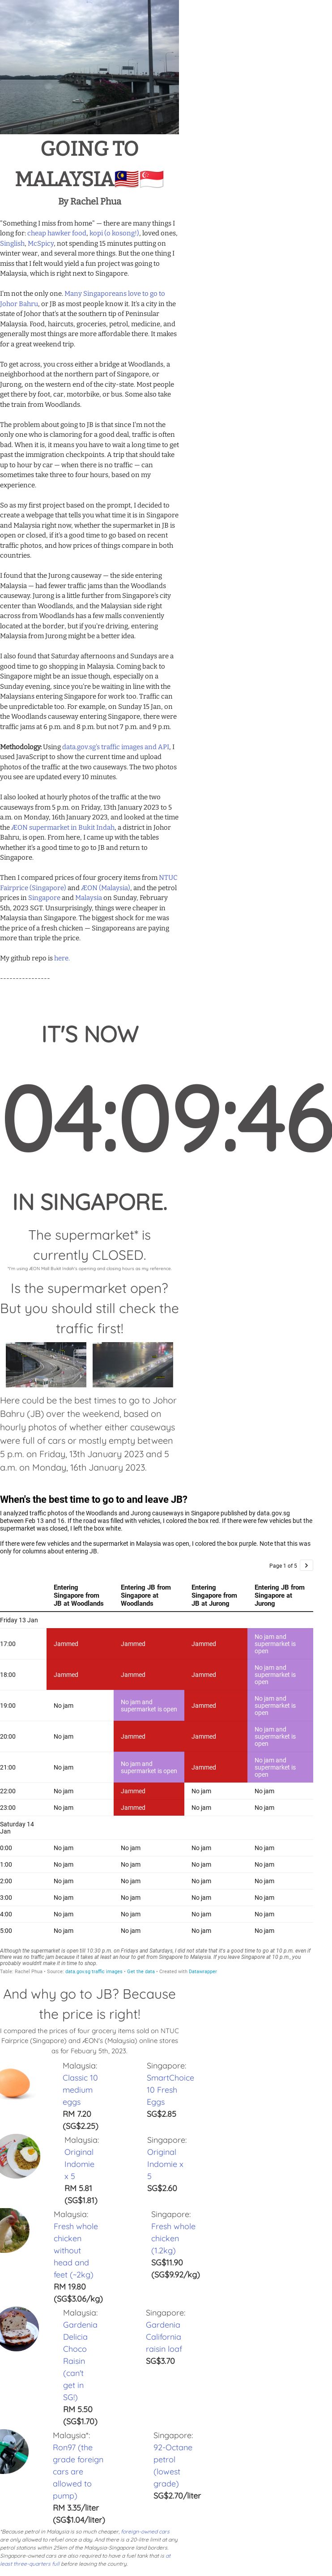 GOING TO
MALAYSIA🇲🇾🇸🇬
By Rachel Phua
"Something I miss from home" — there are many things I
long for: cheap hawker food, kopi (o kosong!), loved ones,
Singlish, McSpicy, not spending 15 minutes putting on
winter wear, and several more things. But the one thing I
miss that I felt would yield a fun project was going to
Malaysia, which is right next to Singapore.
I'm not the only one. Many Singaporeans love to go to
Johor Bahru, or JB as most people know it. It's a city in the
state of Johor that's at the southern tip of Peninsular
Malaysia. Food, haircuts, groceries, petrol, medicine, and
generally most things are more affordable there. It makes
for a great weekend trip.
To get across, you cross either a bridge at Woodlands, a
neighborhood at the northern part of Singapore, or
Jurong, on the western end of the city-state. Most people
get there by foot, car, motorbike, or bus. Some also take
the train from Woodlands.
The problem about going to JB is that since I'm not the
only one who is clamoring for a good deal, traffic is often
bad. When it is, means you have to wait a long time to get
past the immigration checkpoints. A trip that should take
up to hour by car — when there is no traffic — can
sometimes take three to four hours, based on my
experience.
So as my first project based on the prompt, I decided to
create a webpage that tells you what time it is in Singapore
and Malaysia right now, whether the supermarket in JB is
open or closed, if it's a good time to go based on recent
traffic photos, and how prices of things compare in both
countries.
I found that the Jurong causeway — the side entering
Malaysia — had fewer traffic jams than the Woodlands
causeway. Jurong is a little further from Singapore's city
center than Woodlands, and the Malaysian side right
across from Woodlands has a few malls conveniently
located at the border, but if you're driving, entering
Malaysia from Jurong might be a better idea.
I also found that Saturday afternoons and Sundays are a
good time to go shopping in Malaysia. Coming back to
Singapore might be an issue though, especially on a
Sunday evening, since you're be waiting in line with the
Malaysians entering Singapore for work too. Traffic can
be unpredictable too. For example, on Sunday 15 Jan, on
the Woodlands causeway entering Singapore, there were
traffic jams at 6 p.m. and 8 p.m. but not 7 p.m. and 9 p.m.
Methodology: Using data.gov.sg's traffic images and API, I
used JavaScript to show the current time and upload
photos of the traffic at the two causeways. The two photos
you see are updated every 10 minutes.
I also looked at hourly photos of the traffic at the two
causeways from 5 p.m. on Friday, 13th January 2023 to 5
a.m. on Monday, 16th January 2023, and looked at the time
the ÆON supermarket in Bukit Indah, a district in Johor
Bahru, is open. From here, I came up with the tables
whether it's a good time to go to JB and return to
Singapore.
Then I compared prices of four grocery items from NTUC
Fairprice (Singapore) and ÆON (Malaysia), and the petrol
prices in Singapore and Malaysia on Sunday, February
5th, 2023 SGT. Unsurprisingly, things were cheaper in
Malaysia than Singapore. The biggest shock for me was
the price of a fresh chicken — Singaporeans are paying
more than triple the price.
My github repo is here.
----------------
IT'S NOW
04:09:46
IN SINGAPORE.
The supermarket* is
currently CLOSED.
*I'm using ÆON Mall Bukit Indah's opening and closing hours as my reference.
Is the supermarket open?
But you should still check the
traffic first!
Here could be the best times to go to Johor
Bahru (JB) over the weekend, based on
hourly photos of whether either causeways
were full of cars or mostly empty between
5 p.m. on Friday, 13th January 2023 and 5
a.m. on Monday, 16th January 2023.
When's the best time to go to and leave JB?
I analyzed traffic photos of the Woodlands and Jurong causeways in Singapore published by data.gov.sg
between Feb 13 and 16. If the road was filled with vehicles, I colored the box red. If there were few vehicles but the
supermarket was closed, I left the box white.
If there were few vehicles and the supermarket in Malaysia was open, I colored the box purple. Note that this was
only for columns about entering JB.
Page 1 of 5 >
Entering Singapore from JB at Woodlands	Entering JB from Singapore at Woodlands	Entering Singapore from JB at Jurong	Entering JB from Singapore at Jurong
Friday 13 Jan
17:00	Jammed	Jammed	Jammed	No jam and supermarket is open
18:00	Jammed	Jammed	Jammed	No jam and supermarket is open
19:00	No jam	No jam and supermarket is open	Jammed	No jam and supermarket is open
20:00	No jam	Jammed	Jammed	No jam and supermarket is open
21:00	No jam	No jam and supermarket is open	Jammed	No jam and supermarket is open
22:00	No jam	Jammed	No jam	No jam
23:00	No jam	Jammed	No jam	No jam
Saturday 14 Jan
0:00	No jam	No jam	No jam	No jam
1:00	No jam	No jam	No jam	No jam
2:00	No jam	No jam	No jam	No jam
3:00	No jam	No jam	No jam	No jam
4:00	No jam	No jam	No jam	No jam
5:00	No jam	No jam	No jam	No jam
Although the supermarket is open till 10:30 p.m. on Fridays and Saturdays, I did not state that it's a good time to go at 10 p.m. even if
there was no traffic jam because it takes at least an hour to get from Singapore to Malaysia. If you leave Singapore at 10 p.m., you
probably wouldn't make it in time to shop.
Table: Rachel Phua • Source: data.gov.sg traffic images • Get the data • Created with Datawrapper
And why go to JB? Because
the price is right!
I compared the prices of four grocery items sold on NTUC
Fairprice (Singapore) and ÆON's (Malaysia) online stores
as for Febuary 5th, 2023.
Malaysia:
Classic 10
medium
eggs
RM 7.20
(SG$2.25)
Singapore:
SmartChoice
10 Fresh
Eggs
SG$2.85
Malaysia:
Original
Indomie
x 5
RM 5.81
(SG$1.81)
Singapore:
Original
Indomie x
5
SG$2.60
Malaysia:
Fresh whole
chicken
without
head and
feet (~2kg)
RM 19.80
(SG$3.06/kg)
Singapore:
Fresh whole
chicken
(1.2kg)
SG$11.90
(SG$9.92/kg)
Malaysia:
Gardenia
Delicia
Choco
Raisin
(can't
get in
SG!)
RM 5.50
(SG$1.70)
Singapore:
Gardenia
California
raisin loaf
SG$3.70
Malaysia*:
Ron97 (the
grade foreign
cars are
allowed to
pump)
RM 3.35/liter
(SG$1.04/liter)
Singapore:
92-Octane
petrol
(lowest
grade)
SG$2.70/liter
*Because petrol in Malaysia is so much cheaper, foreign-owned cars
are only allowed to refuel once a day. And there is a 20-litre limit at any
petrol stations within 25km of the Malaysia-Singapore land borders.
Singapore-owned cars are also required to have a fuel tank that is at
least three-quarters full before leaving the country.